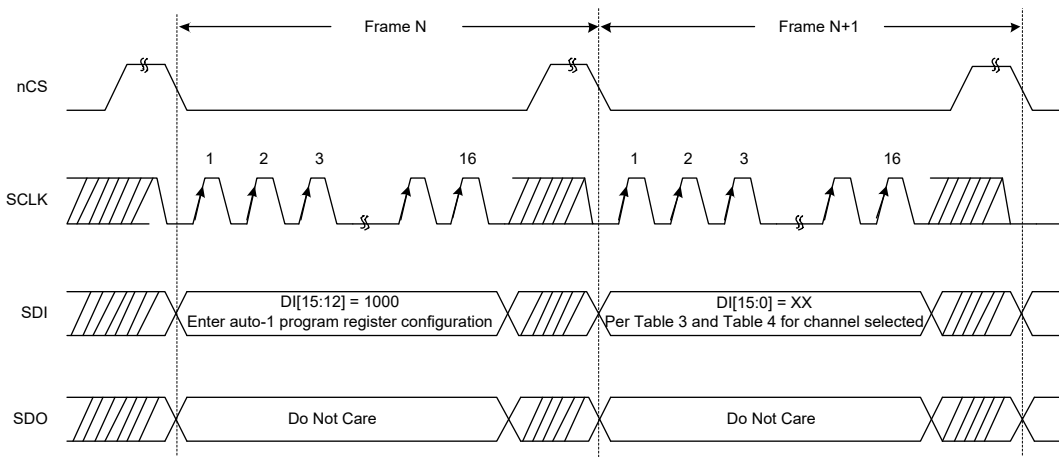 Frame N
Frame N+1
nCS
1 2 3 16 1 2 3 16
SCLK
SDI
DI[15:12] = 1000
Enter auto-1 program register configuration
DI[15:0] = XX
Per Table 3 and Table 4 for channel selected
SDO
Do Not Care
Do Not Care